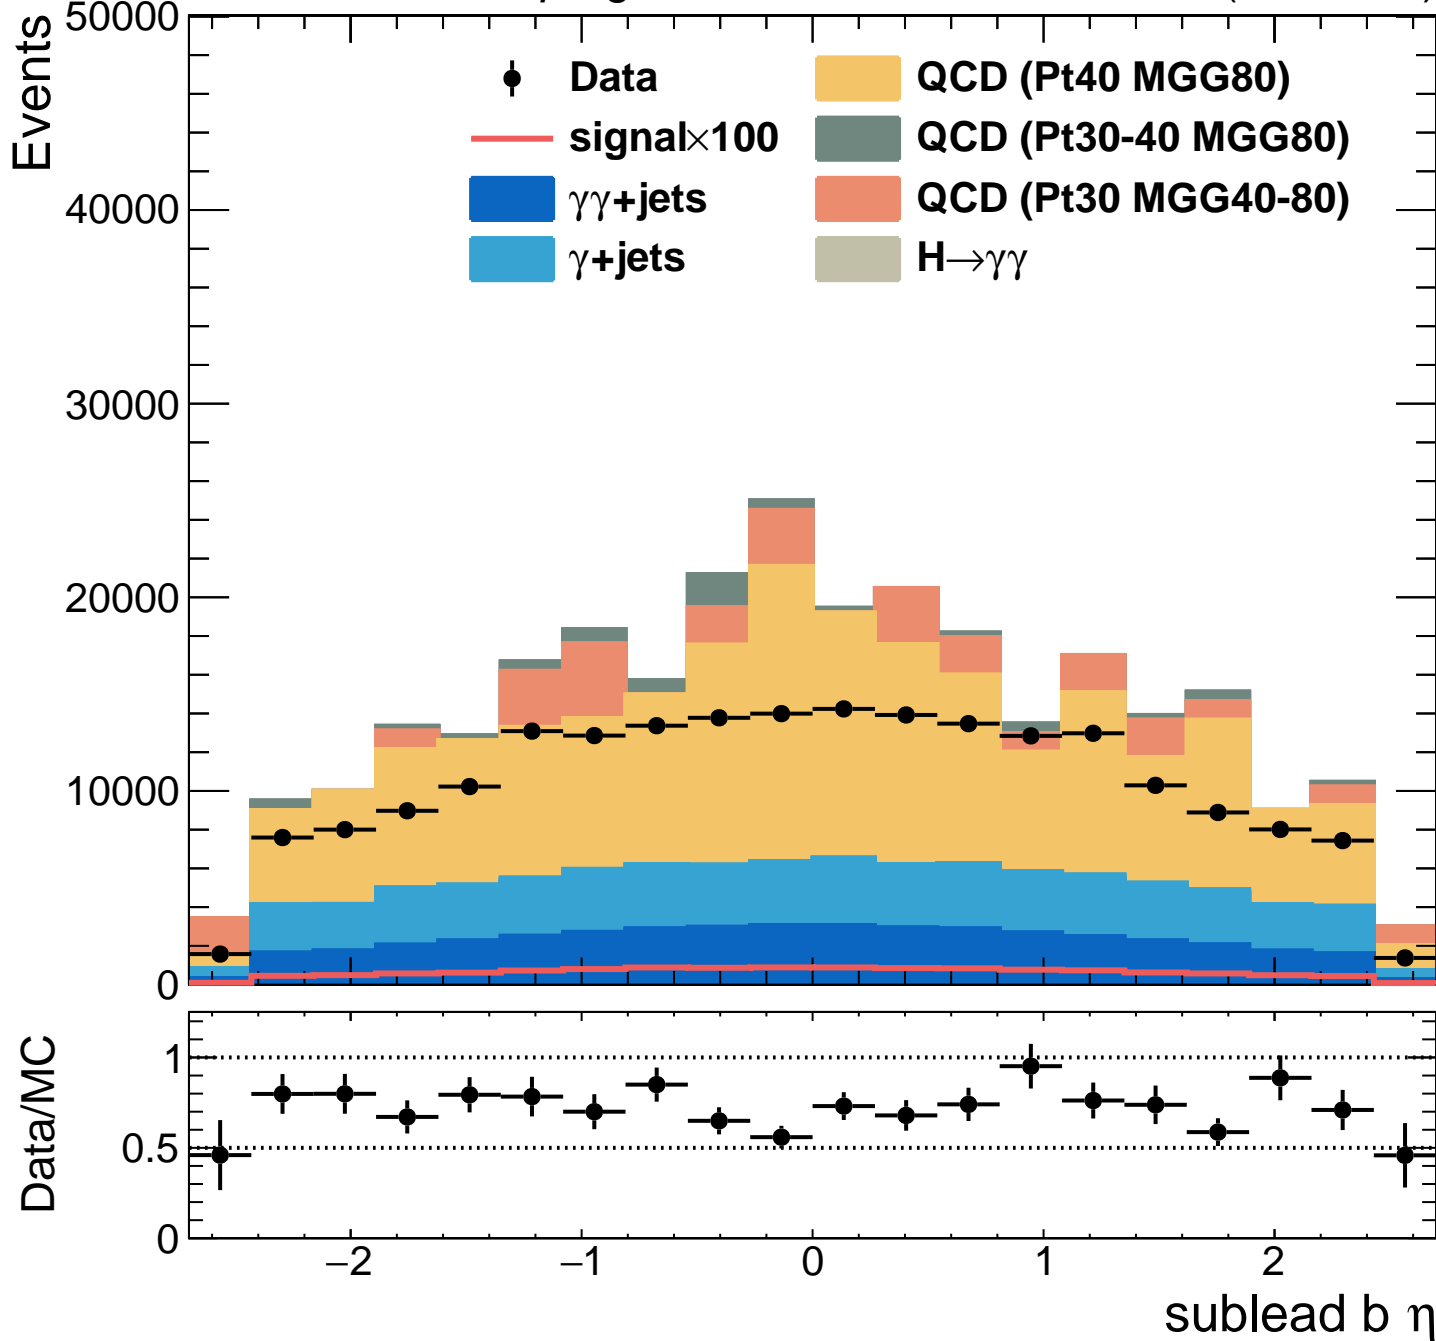 50000
Events
Data
QCD (Pt40 MGG80)
signal×100
QCD (Pt30-40 MGG80)
γγ+jets
QCD (Pt30 MGG40-80)
γ+jets
H→γγ
40000
30000
20000
10000
0
Data/MC
1
0.5
0
−2
−1
0
1
2
sublead b η